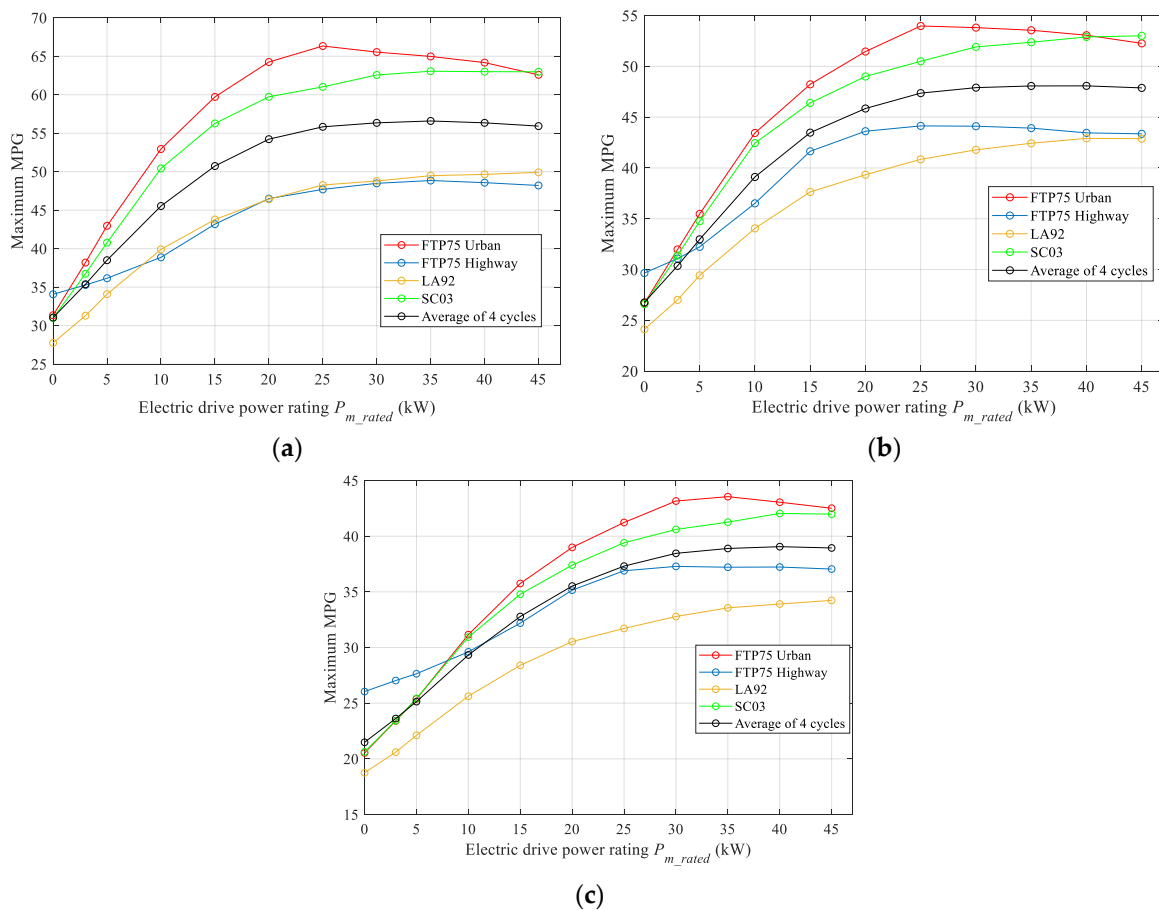 70
65
60
55
50
45
40
35
30
25
0 5 10 15 20 25 30 35 40 45
Maximum MPG
Electric drive power rating P_m_rated (kW)
FTP75 Urban
FTP75 Highway
LA92
SC03
Average of 4 cycles
(a)
55
50
45
40
35
30
25
20
0 5 10 15 20 25 30 35 40 45
Maximum MPG
Electric drive power rating P_m_rated (kW)
FTP75 Urban
FTP75 Highway
LA92
SC03
Average of 4 cycles
(b)
45
40
35
30
25
20
15
0 5 10 15 20 25 30 35 40 45
Maximum MPG
Electric drive power rating P_m_rated (kW)
FTP75 Urban
FTP75 Highway
LA92
SC03
Average of 4 cycles
(c)